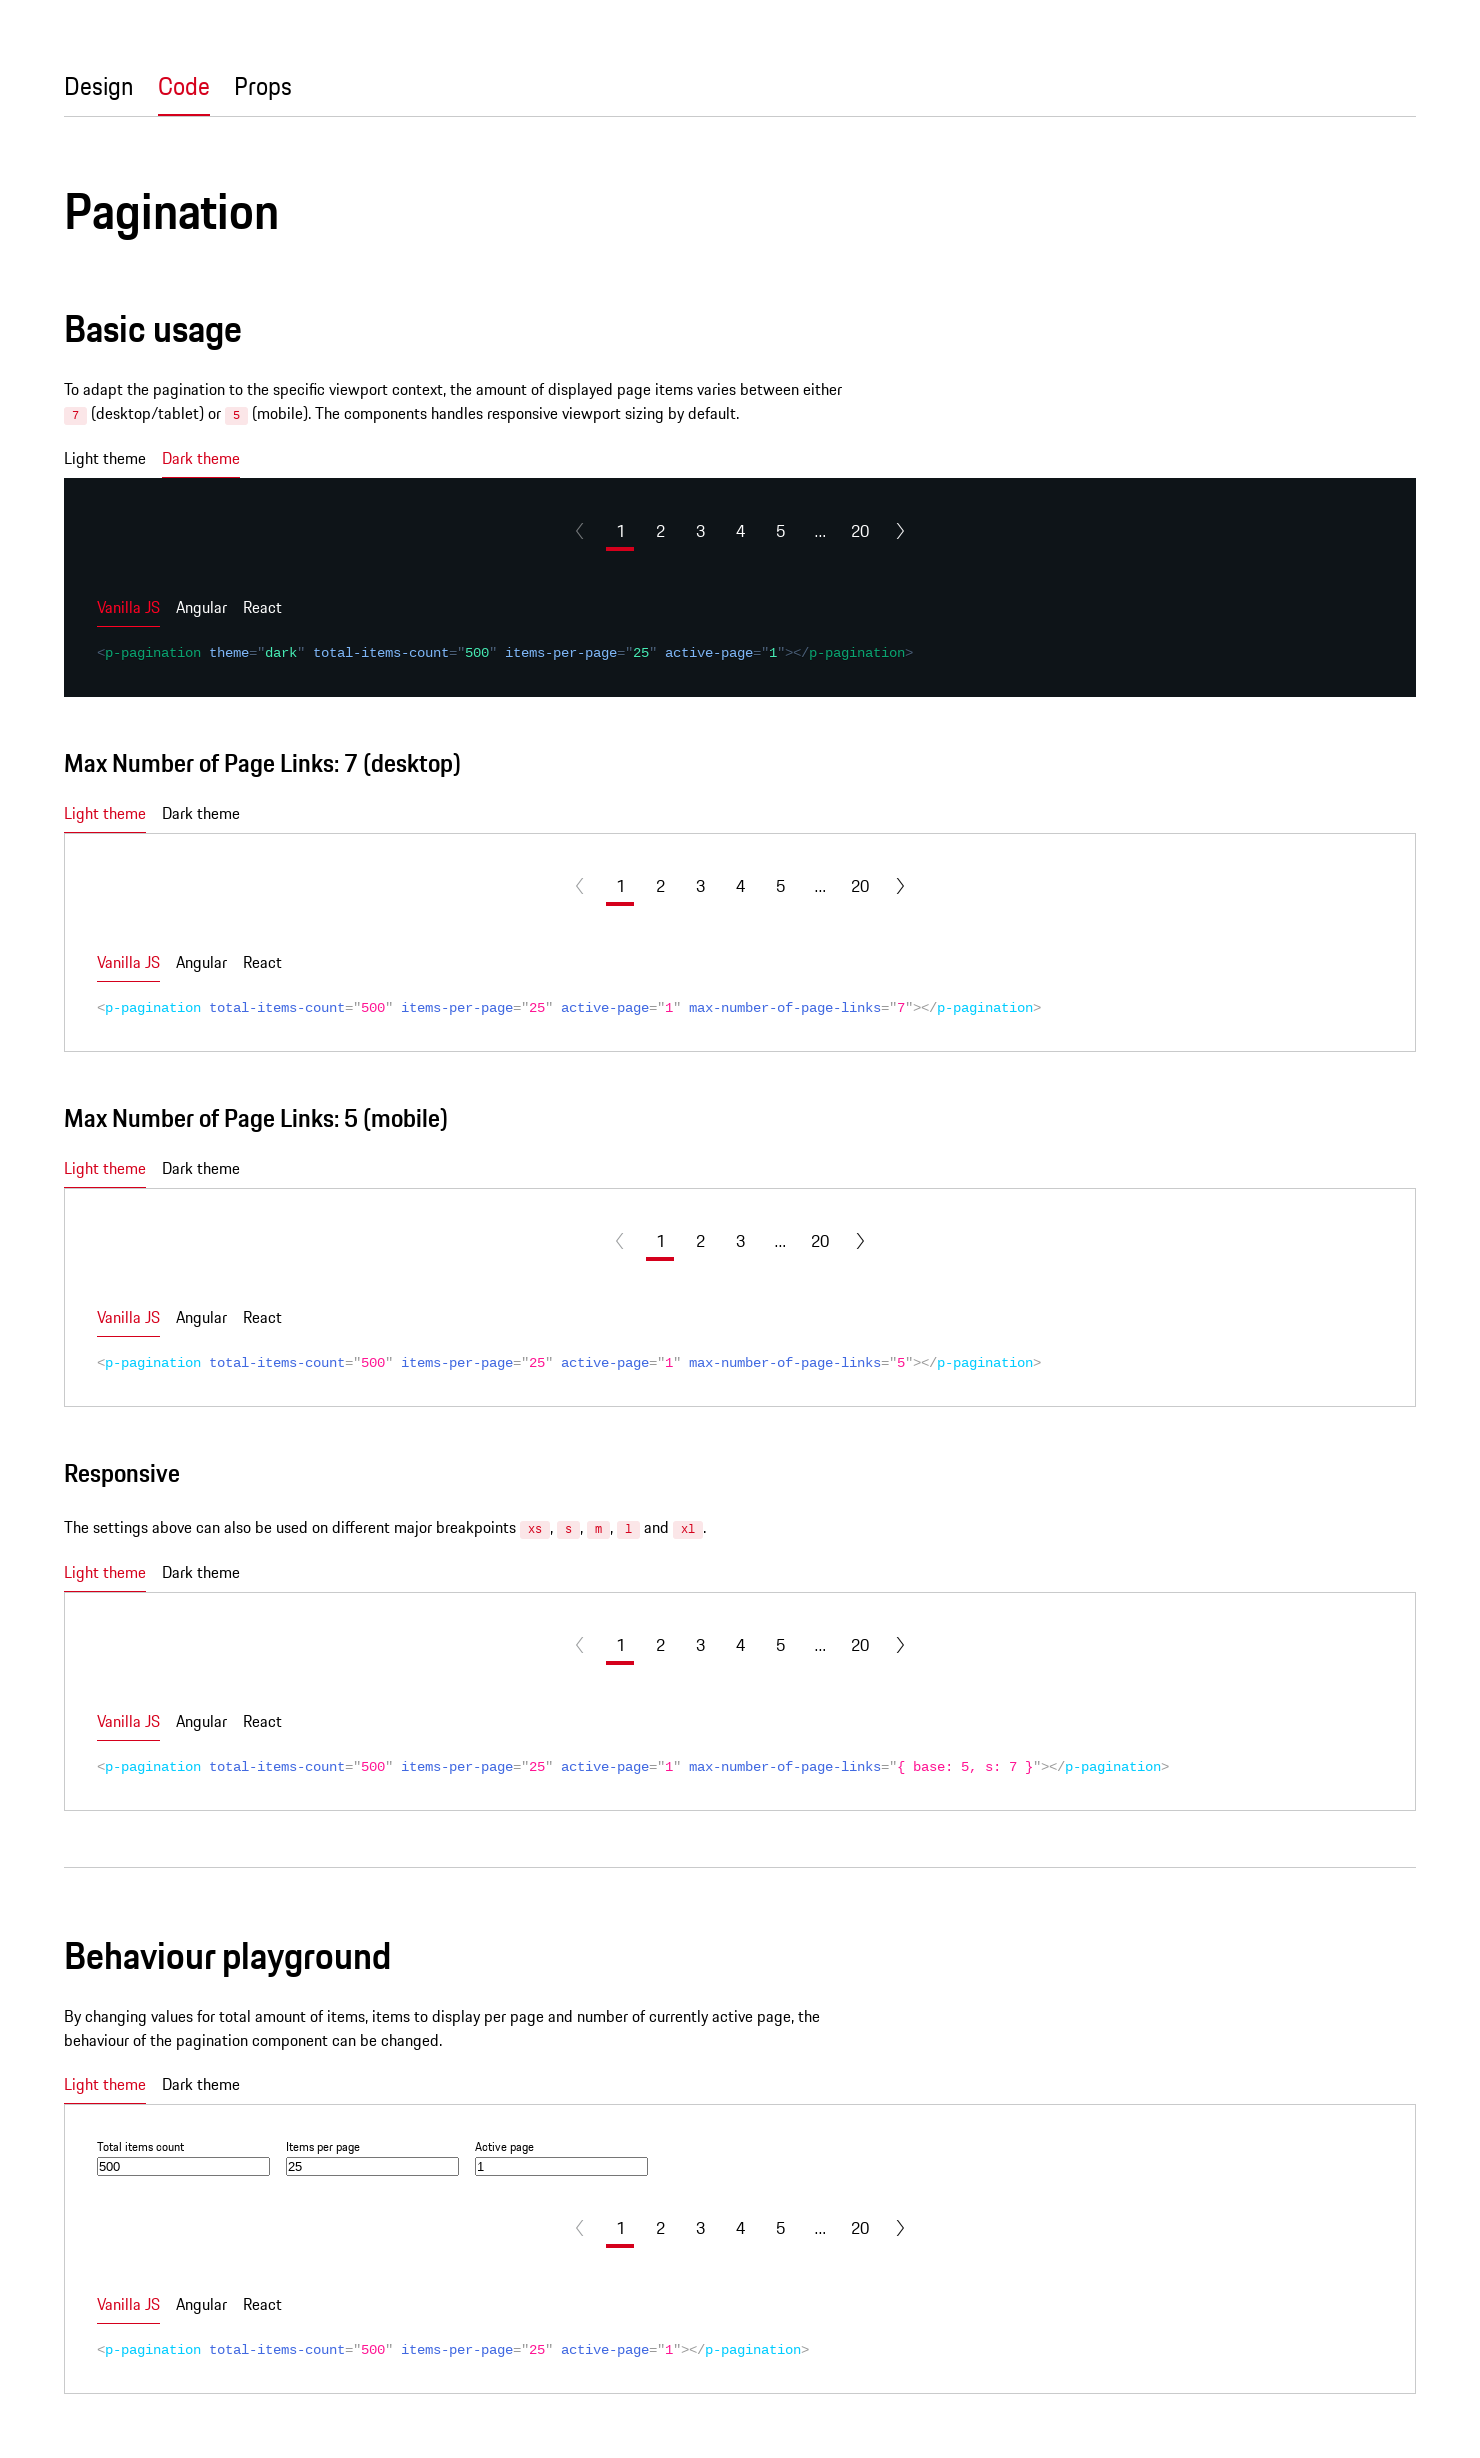 Design Code Props
Pagination
Basic usage
To adapt the pagination to the specific viewport context, the amount of displayed page items varies between either
7 (desktop/tablet) or 5 (mobile). The components handles responsive viewport sizing by default.
Light theme Dark theme
1 2 3 4 5 ... 20
Vanilla JS Angular React
<p-pagination theme="dark" total-items-count="500" items-per-page="25" active-page="1"></p-pagination>
Max Number of Page Links: 7 (desktop)
Light theme Dark theme
1 2 3 4 5 ... 20
Vanilla JS Angular React
<p-pagination total-items-count="500" items-per-page="25" active-page="1" max-number-of-page-links="7"></p-pagination>
Max Number of Page Links: 5 (mobile)
Light theme Dark theme
1 2 3 ... 20
Vanilla JS Angular React
<p-pagination total-items-count="500" items-per-page="25" active-page="1" max-number-of-page-links="5"></p-pagination>
Responsive
The settings above can also be used on different major breakpoints xs, s, m, l and xl.
Light theme Dark theme
1 2 3 4 5 ... 20
Vanilla JS Angular React
<p-pagination total-items-count="500" items-per-page="25" active-page="1" max-number-of-page-links="{ base: 5, s: 7 }"></p-pagination>
Behaviour playground
By changing values for total amount of items, items to display per page and number of currently active page, the
behaviour of the pagination component can be changed.
Light theme Dark theme
Total items count Items per page Active page
500 25 1
1 2 3 4 5 ... 20
Vanilla JS Angular React
<p-pagination total-items-count="500" items-per-page="25" active-page="1"></p-pagination>